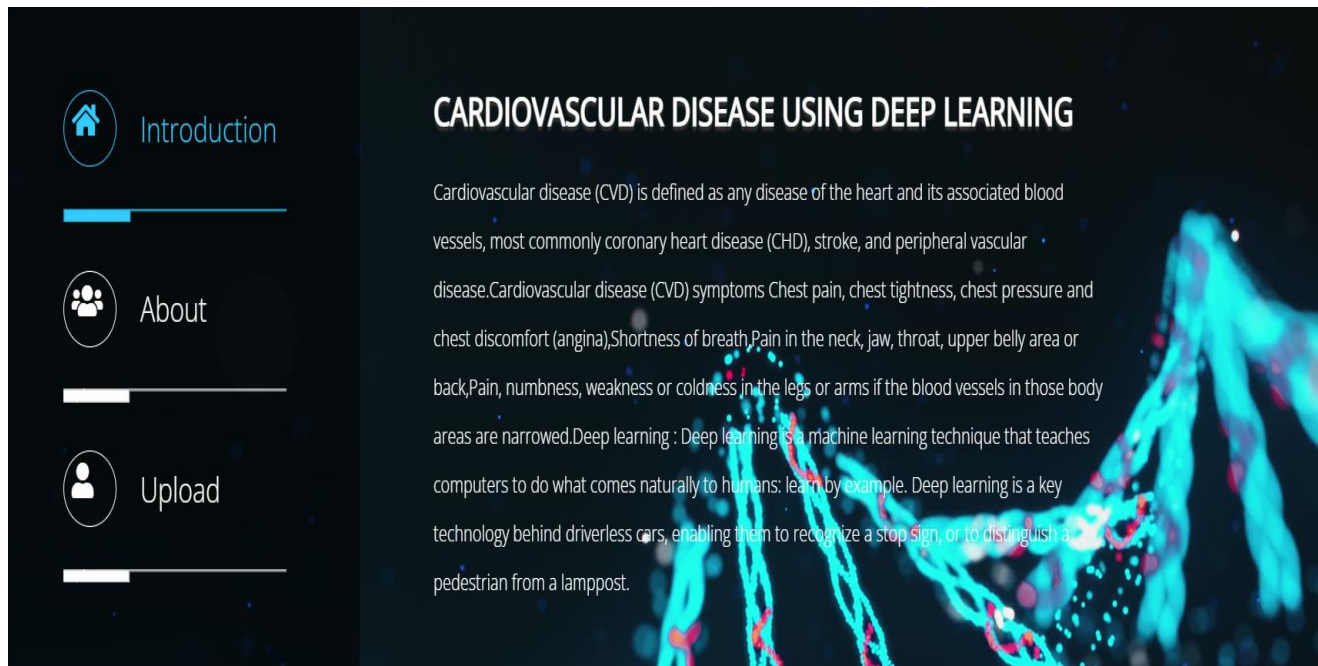 Introduction
About
Upload
CARDIOVASCULAR DISEASE USING DEEP LEARNING
Cardiovascular disease (CVD) is defined as any disease of the heart and its associated blood
vessels, most commonly coronary heart disease (CHD), stroke, and peripheral vascular
disease.Cardiovascular disease (CVD) symptoms Chest pain, chest tightness, chest pressure and
chest discomfort (angina),Shortness of breath,Pain in the neck, jaw, throat, upper belly area or
back,Pain, numbness, weakness or coldness in the legs or arms if the blood vessels in those body
areas are narrowed.Deep learning : Deep learning is a machine learning technique that teaches
computers to do what comes naturally to humans: learn by example. Deep learning is a key
technology behind driverless cars, enabling them to recognize a stop sign, or to distinguish a
pedestrian from a lamppost.